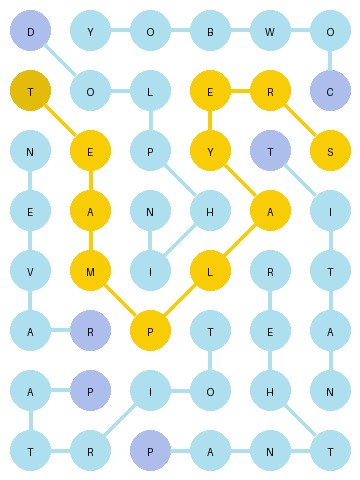 D Y O B W O
T O L E R C
N E P Y T S
E A N H A I
V M I L R T
A R P T E A
A P I O H N
T R P A N T